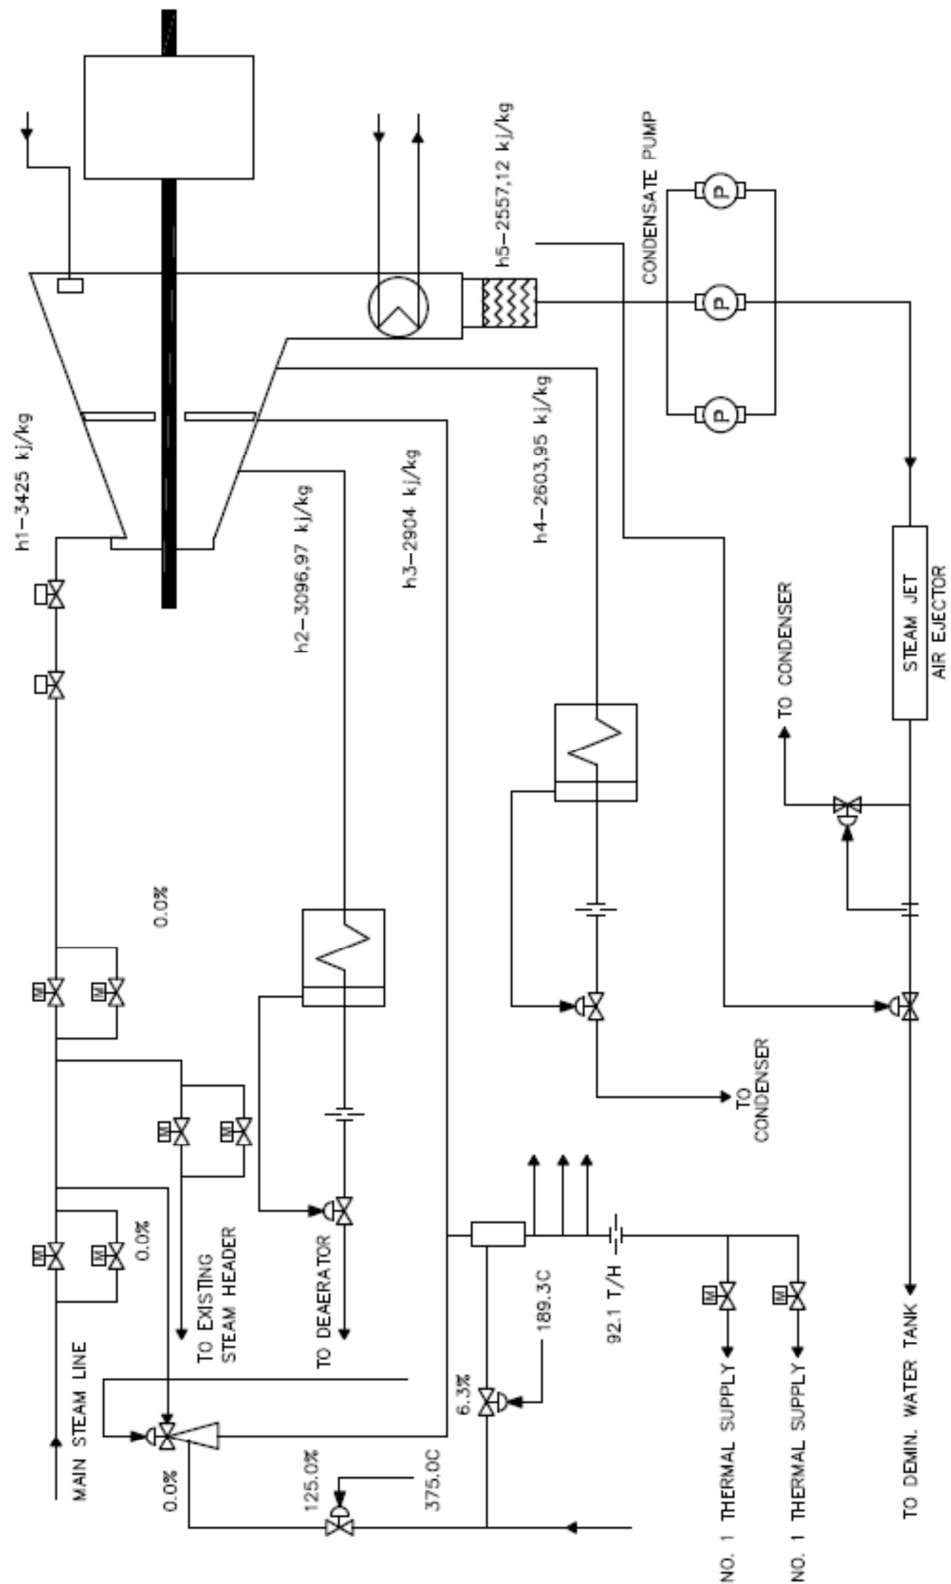 MAIN STEAM LINE
TO EXISTING
STEAM HEADER
TO DEAERATOR
0.0%
0.0%
0.0%
125.0%
375.0C
6.3%
189.3C
92.1 T/H
NO. 1 THERMAL SUPPLY
NO. 1 THERMAL SUPPLY
TO DEMIN. WATER TANK
TO
CONDENSER
TO CONDENSER
STEAM JET
AIR EJECTOR
CONDENSATE PUMP
h1-3425 kj/kg
h2-3096,97 kj/kg
h3-2904 kj/kg
h4-2603,95 kj/kg
h5-2557,12 kj/kg
M
M
M
M
M
M
M
M
P
P
P